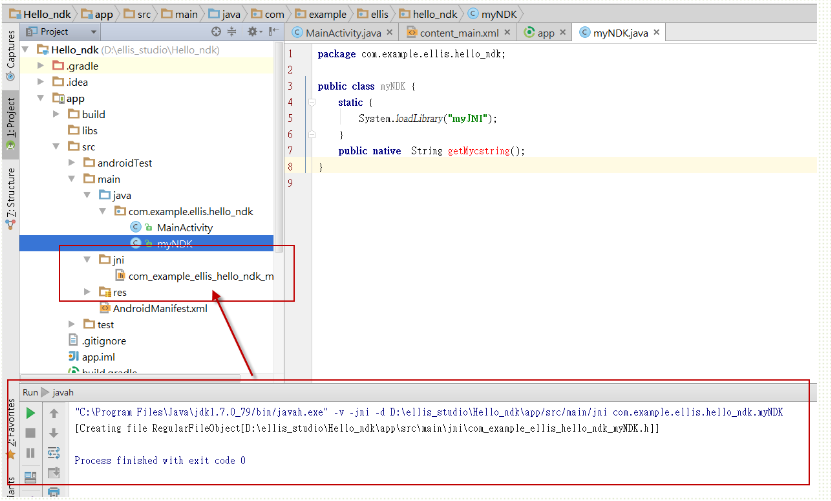 Hello_ndk app src main java com example ellis hello_ndk myNDK
Project
MainActivity.java
content_main.xml
app
myNDK.java
Captures
1: Project
7: Structure
2: Favorites
Hello_ndk (D:\ellis_studio\Hello_ndk)
.gradle
.idea
app
build
libs
src
androidTest
main
java
com.example.ellis.hello_ndk
MainActivity
myNDK
jni
com_example_ellis_hello_ndk_m
res
AndroidManifest.xml
test
.gitignore
app.iml
build.gradle
1 package com.example.ellis.hello_ndk;
2
3 public class myNDK {
4 static {
5 System.loadLibrary("myJNI");
6 }
7 public native String getMycstring();
8 }
9
Run javah
"C:\Program Files\Java\jdk1.7.0_79/bin/javah.exe" -v -jni -d D:\ellis_studio\Hello_ndk\app/src/main/jni com.example.ellis.hello_ndk.myNDK
[Creating file RegularFileObject[D:\ellis_studio\Hello_ndk\app\src\main\jni\com_example_ellis_hello_ndk_myNDK.h]]
Process finished with exit code 0